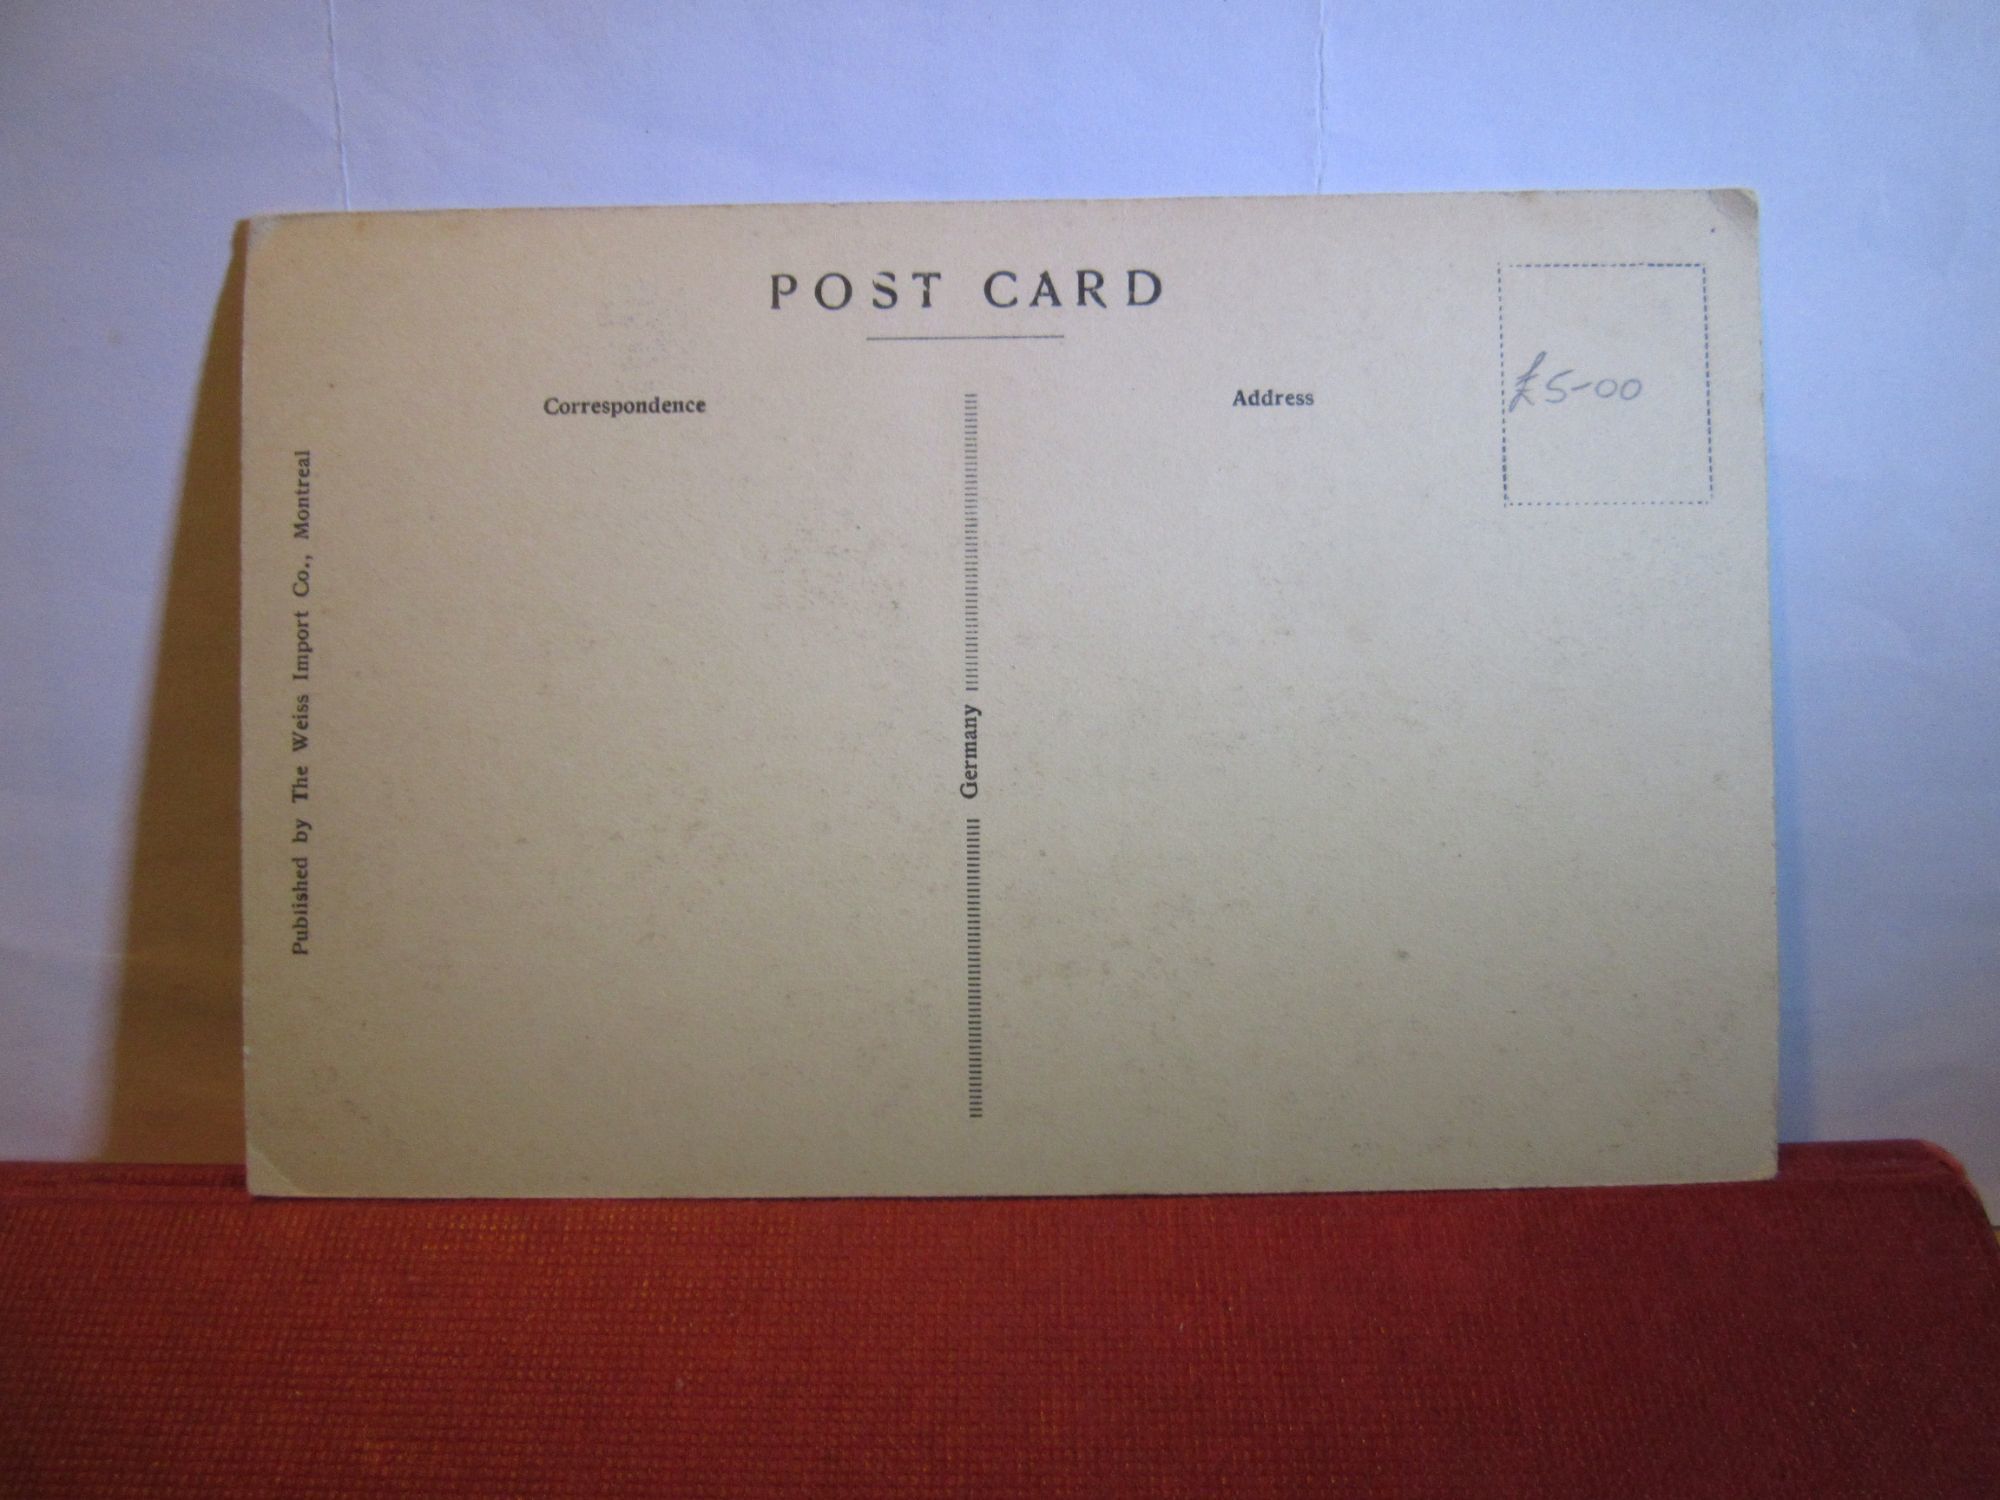 POST CARD
Correspondence
Address
£5-00
Published by The Weiss Import Co., Montreal
Germany